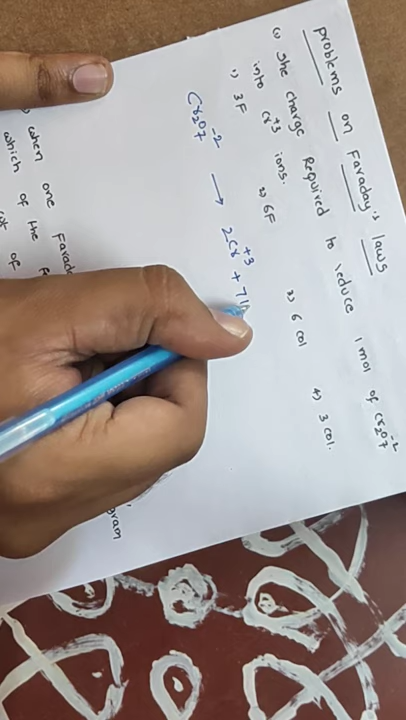 problems on Faraday's laws
(1) The charge Required to reduce 1 mol of Cr₂O₇⁻²
into Cr⁺³ ions.
1) 3F 2) 6F 3) 6 col 4) 3 col.
Cr₂O₇⁻² → 2Cr⁺³ + 7
when one Farad
which of the
of
gram